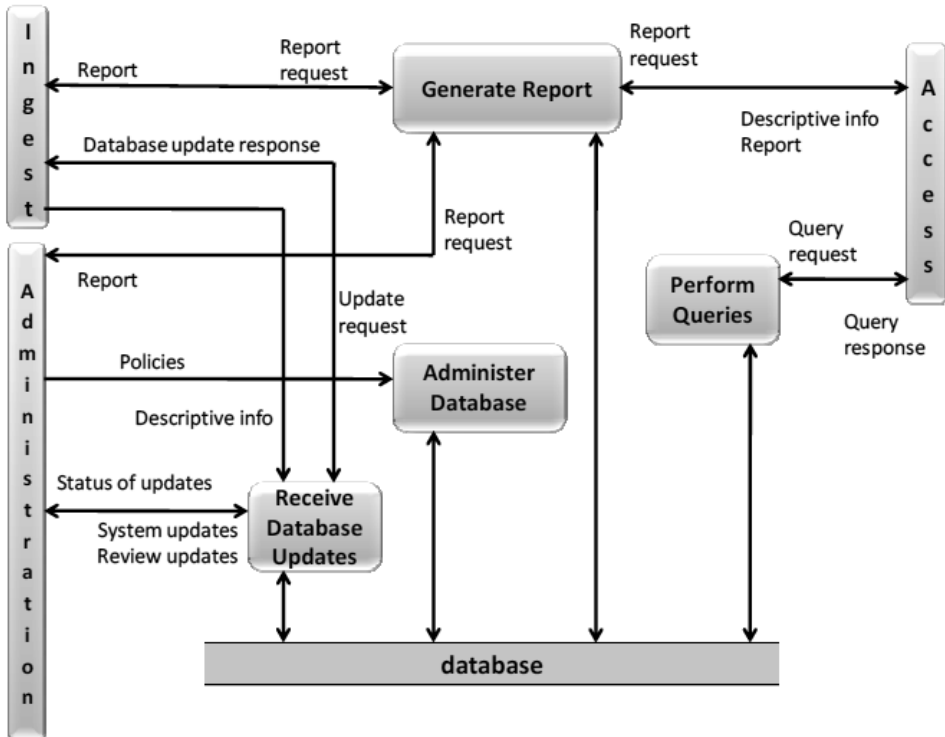 Ingest
Report
Report
request
Generate Report
Report
request
Access
Descriptive info
Report
Database update response
Report
request
Report
Query
request
Perform
Queries
Query
response
Administration
Update
request
Policies
Administer
Database
Descriptive info
Status of updates
System updates
Review updates
Receive
Database
Updates
database